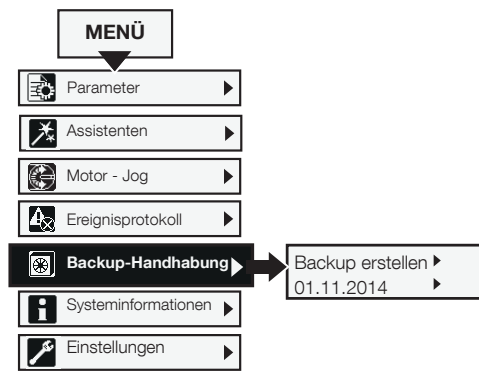 MENÜ
Parameter
Assistenten
Motor - Jog
Ereignisprotokoll
Backup-Handhabung
Backup erstellen
01.11.2014
Systeminformationen
Einstellungen